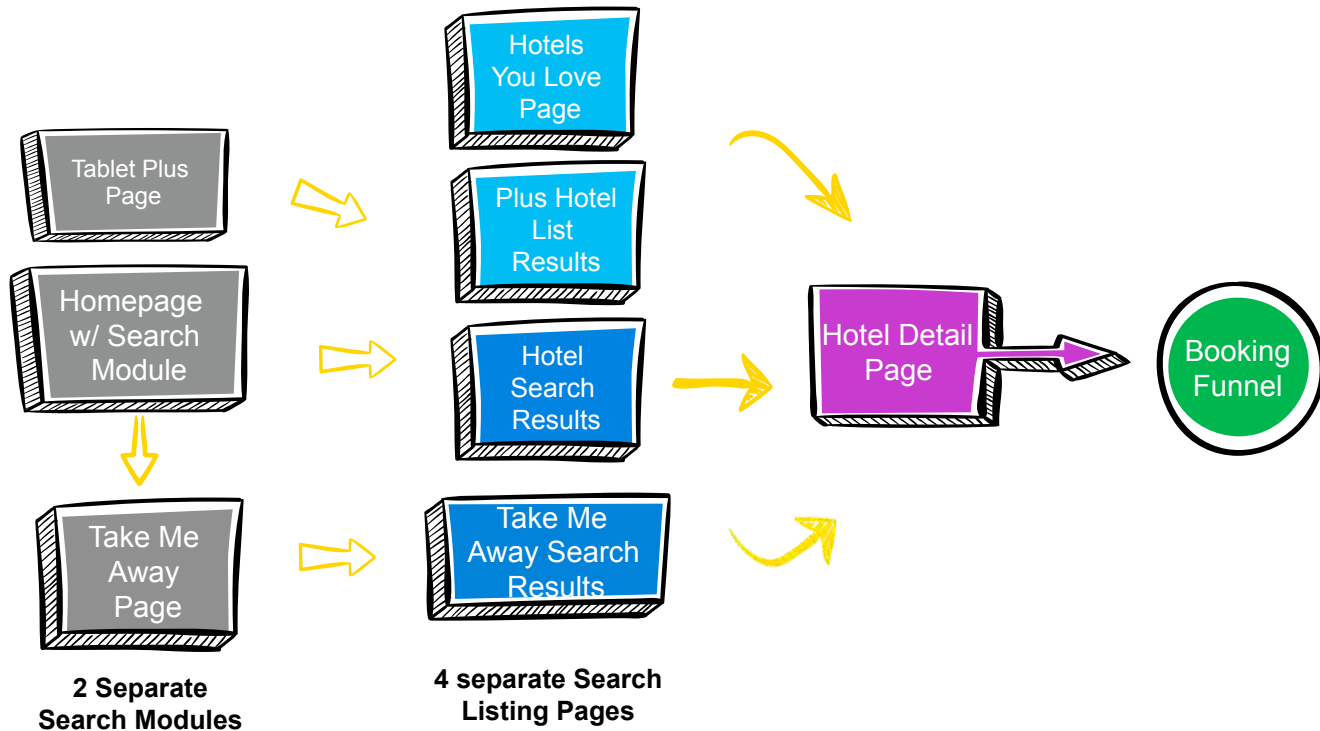 Tablet Plus
Page
Homepage
w/ Search
Module
Take Me
Away
Page
2 Separate
Search Modules
Hotels
You Love
Page
Plus Hotel
List
Results
Hotel
Search
Results
Take Me
Away Search
Results
4 separate Search
Listing Pages
Hotel Detail
Page
Booking
Funnel